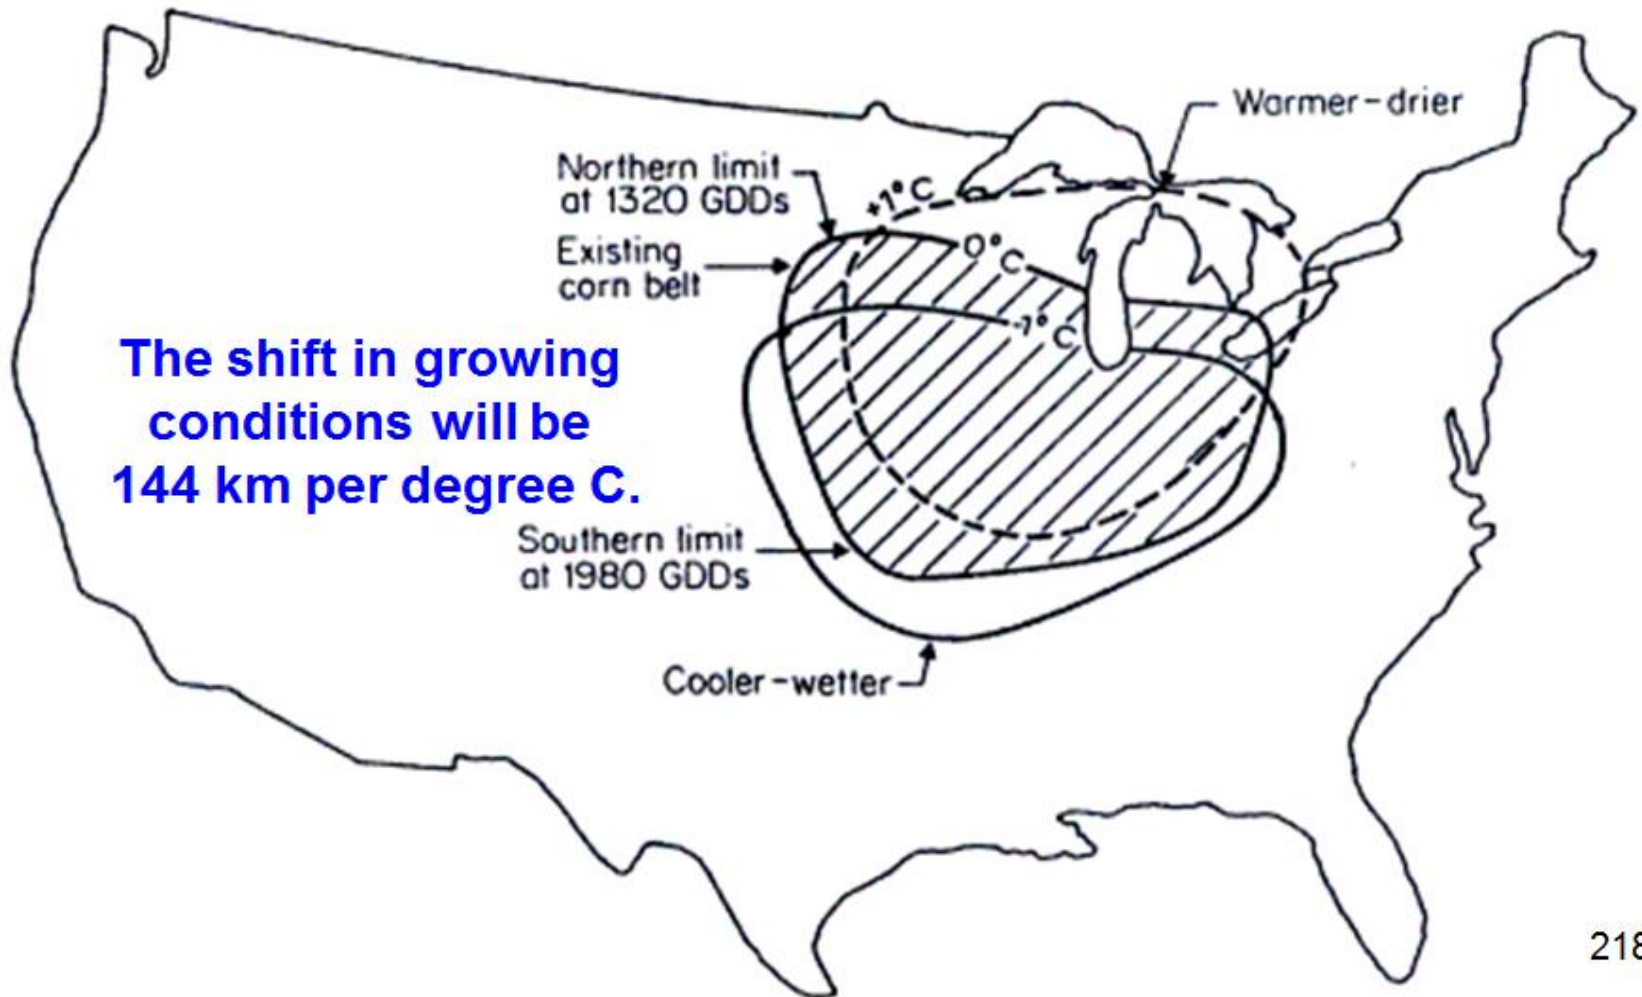 Warmer-drier
Northern limit
at 1320 GDDs
+1° C
Existing
corn belt
0° C
-1° C
The shift in growing
conditions will be
144 km per degree C.
Southern limit
at 1980 GDDs
Cooler-wetter
218